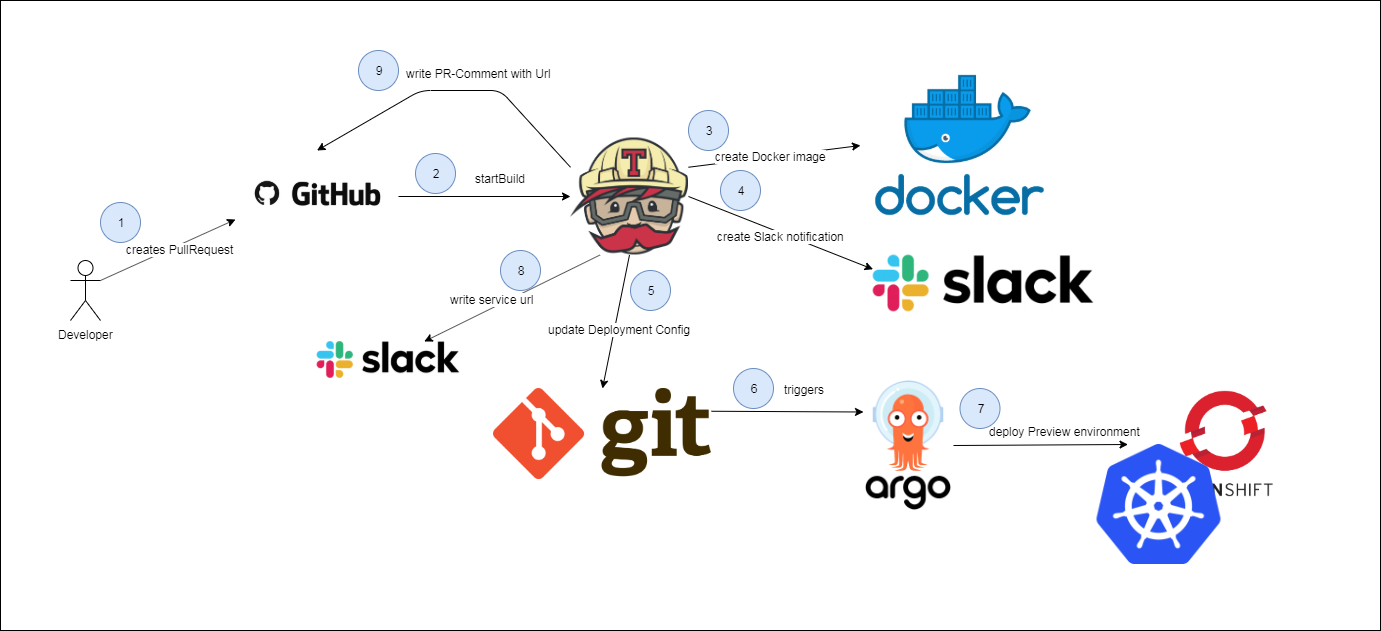 9
write PR-Comment with Url
3
create Docker image
T
2
startBuild
GitHub
4
docker
1
creates PullRequest
create Slack notification
8
slack
5
write service url
Developer
update Deployment Config
slack
6
triggers
7
deploy Preview environment
git
argo
NSHIFT